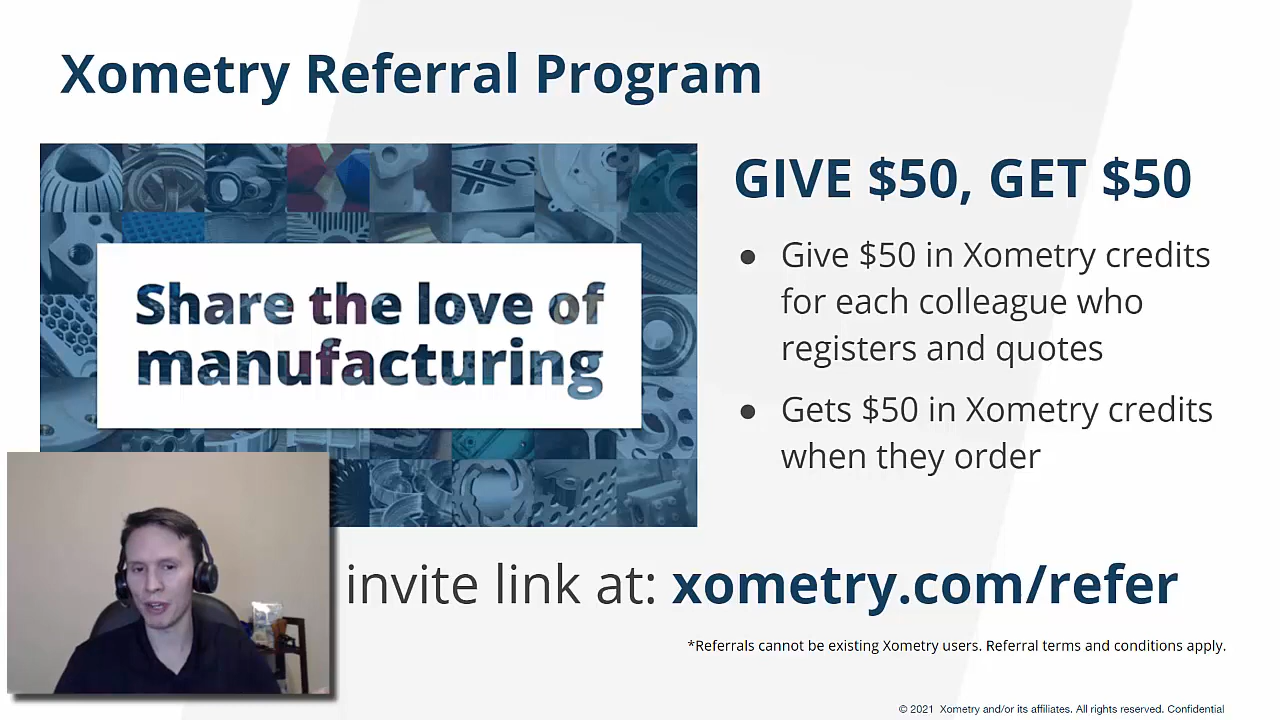 Xometry Referral Program
Share the love of
manufacturing
GIVE $50, GET $50
● Give $50 in Xometry credits
for each colleague who
registers and quotes
● Gets $50 in Xometry credits
when they order
invite link at: xometry.com/refer
*Referrals cannot be existing Xometry users. Referral terms and conditions apply.
© 2021 Xometry and/or its affiliates. All rights reserved. Confidential